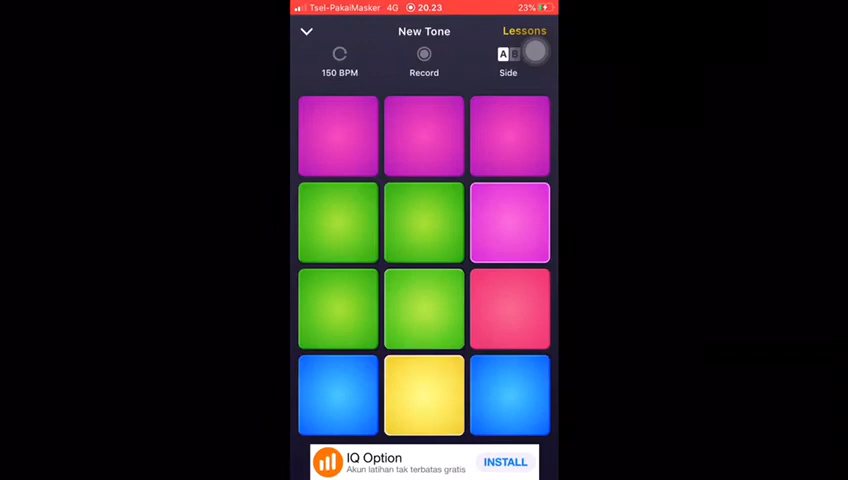 Tsel-PakaiMasker 4G 20.23 23%
New Tone
Lessons
A B
150 BPM
Record
Side
IQ Option
Akun latihan tak terbatas gratis
INSTALL